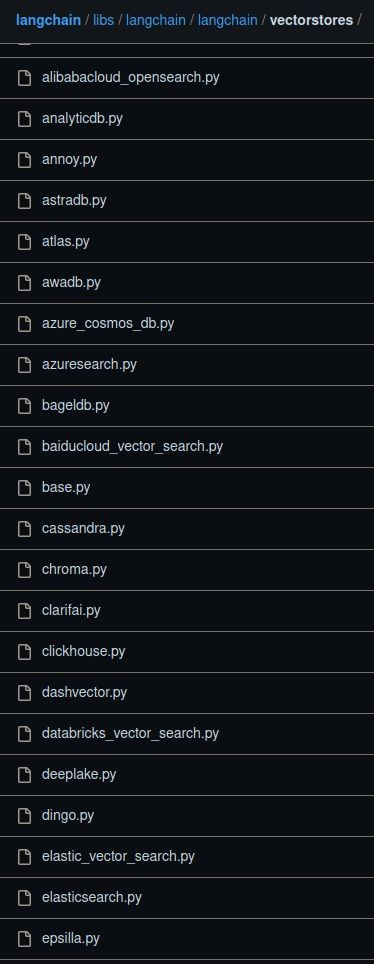 langchain / libs / langchain / langchain / vectorstores /
alibabacloud_opensearch.py
analyticdb.py
annoy.py
astradb.py
atlas.py
awadb.py
azure_cosmos_db.py
azuresearch.py
bageldb.py
baiducloud_vector_search.py
base.py
cassandra.py
chroma.py
clarifai.py
clickhouse.py
dashvector.py
databricks_vector_search.py
deeplake.py
dingo.py
elastic_vector_search.py
elasticsearch.py
epsilla.py